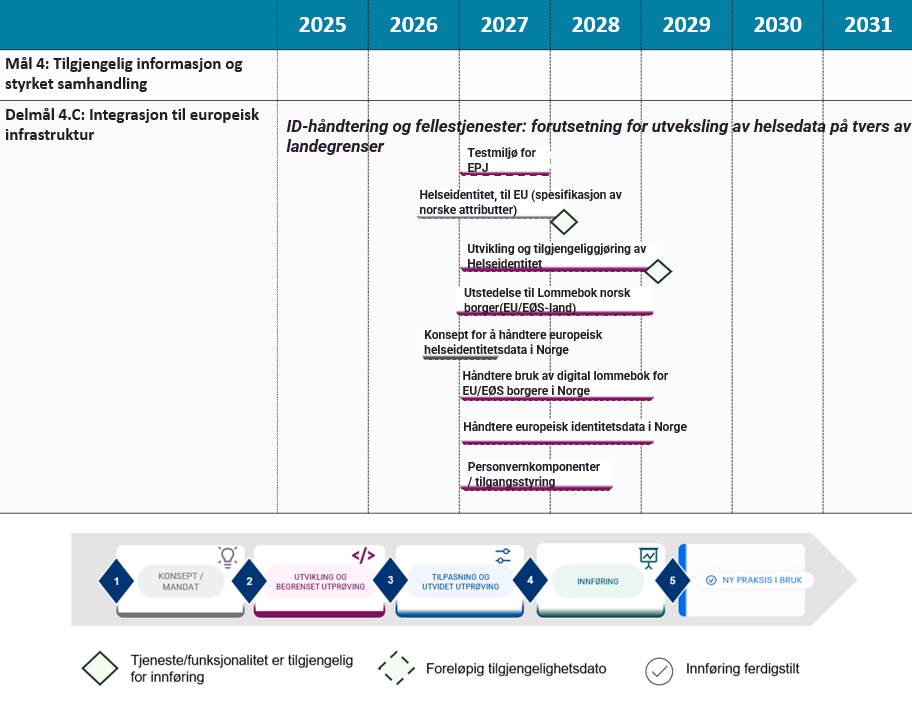 2025 2026 2027 2028 2029 2030 2031
Mål 4: Tilgjengelig informasjon og
styrket samhandling
Delmål 4.C: Integrasjon til europeisk
infrastruktur
ID-håndtering og fellestjenester: forutsetning for utveksling av helsedata på tvers av
landegrenser
Testmiljø for
EPJ
Helseidentitet, til EU (spesifikasjon av
norske attributter)
Utvikling og tilgjengeliggjøring av
Helseidentitet
Utstedelse til Lommebok norsk
borger(EU/EØS-land)
Konsept for å håndtere europeisk
helseidentitetsdata i Norge
Håndtere bruk av digital lommebok for
EU/EØS borgere i Norge
Håndtere europeisk identitetsdata i Norge
Personvernkomponenter
/ tilgangsstyring
1
KONSEPT /
MANDAT
2
</>
UTVIKLING OG
BEGRENSET UTPRØVING
3
TILPASNING OG
UTVIDET UTPRØVING
4
INNFØRING
5
NY PRAKSIS I BRUK
Tjeneste/funksjonalitet er tilgjengelig
for innføring
Foreløpig tilgjengelighetsdato
Innføring ferdigstilt